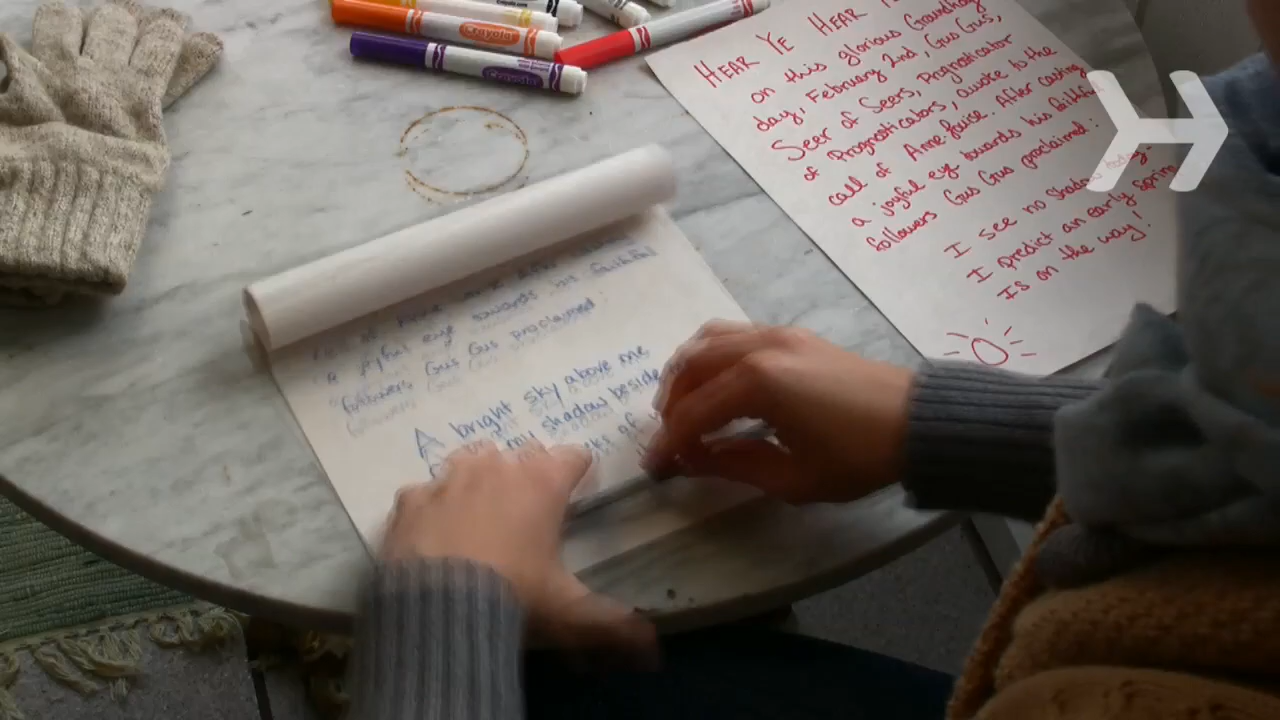 Crayola
Crayola
HEAR YE HEAR
on this glorious Groundhog
day, February 2nd, Gus Gus,
Seer of Seers, Prognosticator
of Prognosticators, awoke to the
call of Anne-Louise. After casting
a joyful eye towards his faithful
followers Gus Gus proclaimed:
I see no shadow today-
I predict an early spring
Is on the way!
a joyful eye towards his faithful
followers Gus Gus proclaimed
A bright sky above me
my shadow beside
of